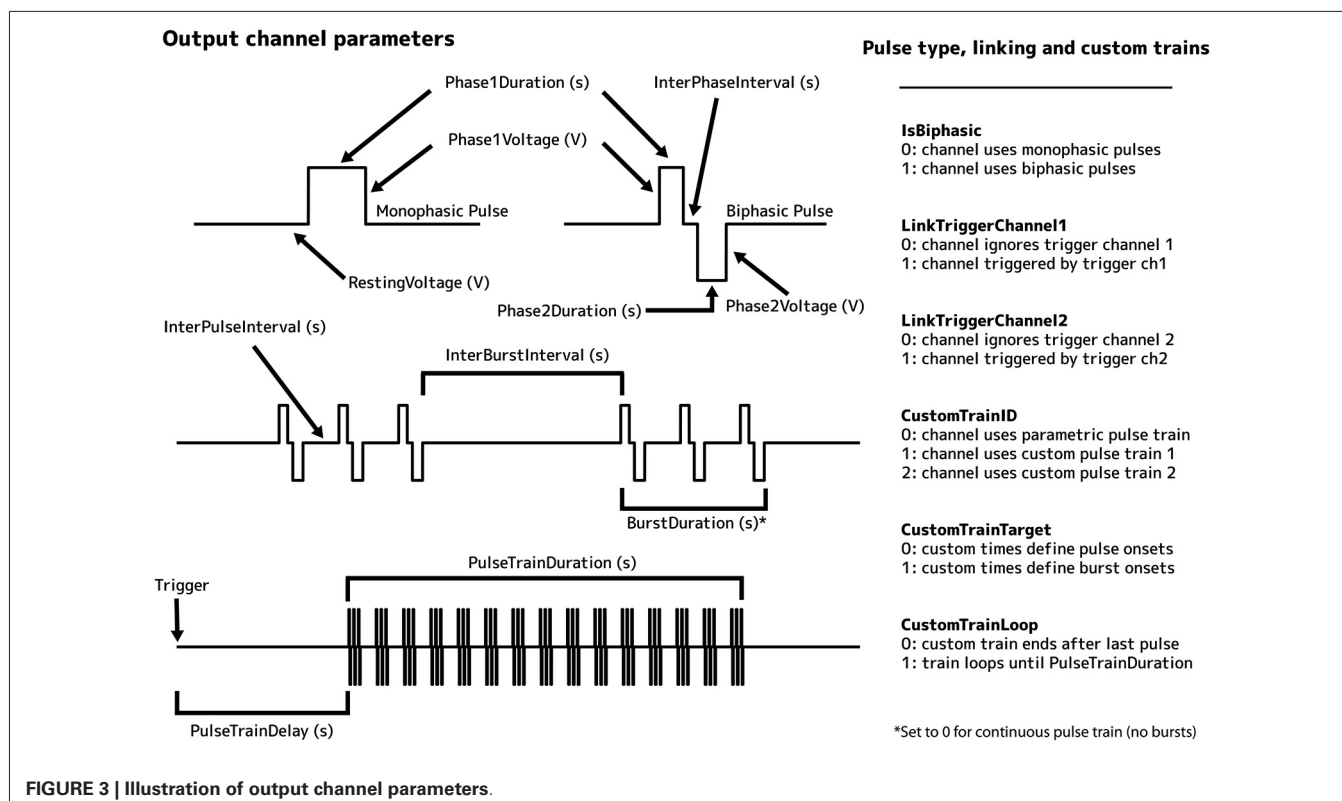 Output channel parameters
Phase1Duration (s)
InterPhaseInterval (s)
Phase1Voltage (V)
Monophasic Pulse
Biphasic Pulse
RestingVoltage (V)
Phase2Duration (s)
Phase2Voltage (V)
InterPulseInterval (s)
InterBurstInterval (s)
BurstDuration (s)*
PulseTrainDuration (s)
Trigger
PulseTrainDelay (s)
Pulse type, linking and custom trains
IsBiphasic
0: channel uses monophasic pulses
1: channel uses biphasic pulses
LinkTriggerChannel1
0: channel ignores trigger channel 1
1: channel triggered by trigger ch1
LinkTriggerChannel2
0: channel ignores trigger channel 2
1: channel triggered by trigger ch2
CustomTrainID
0: channel uses parametric pulse train
1: channel uses custom pulse train 1
2: channel uses custom pulse train 2
CustomTrainTarget
0: custom times define pulse onsets
1: custom times define burst onsets
CustomTrainLoop
0: custom train ends after last pulse
1: train loops until PulseTrainDuration
*Set to 0 for continuous pulse train (no bursts)
FIGURE 3 | Illustration of output channel parameters.